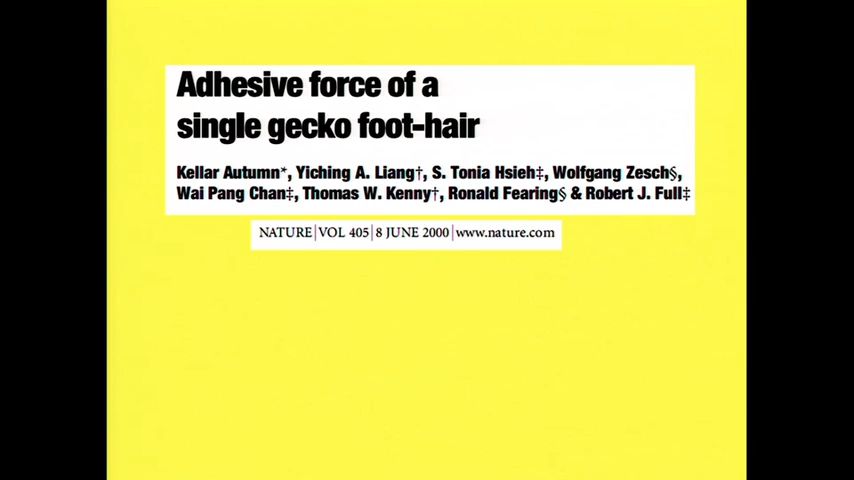 Adhesive force of a
single gecko foot-hair
Kellar Autumn*, Yiching A. Liang†, S. Tonia Hsieh‡, Wolfgang Zesch§,
Wai Pang Chan‡, Thomas W. Kenny†, Ronald Fearing§ & Robert J. Full‡
NATURE|VOL 405|8 JUNE 2000|www.nature.com